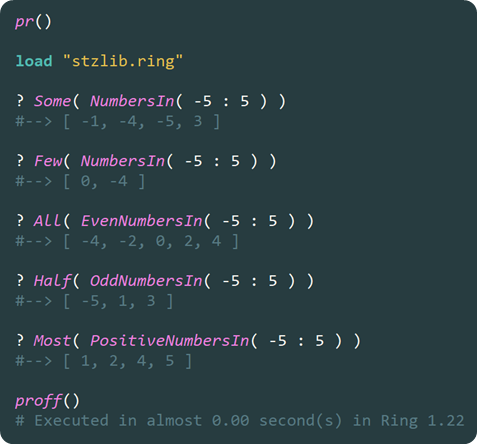 pr()
load "stzlib.ring"
? Some( NumbersIn( -5 : 5 ) )
#--> [ -1, -4, -5, 3 ]
? Few( NumbersIn( -5 : 5 ) )
#--> [ 0, -4 ]
? All( EvenNumbersIn( -5 : 5 ) )
#--> [ -4, -2, 0, 2, 4 ]
? Half( OddNumbersIn( -5 : 5 ) )
#--> [ -5, 1, 3 ]
? Most( PositiveNumbersIn( -5 : 5 ) )
#--> [ 1, 2, 4, 5 ]
proff()
# Executed in almost 0.00 second(s) in Ring 1.22